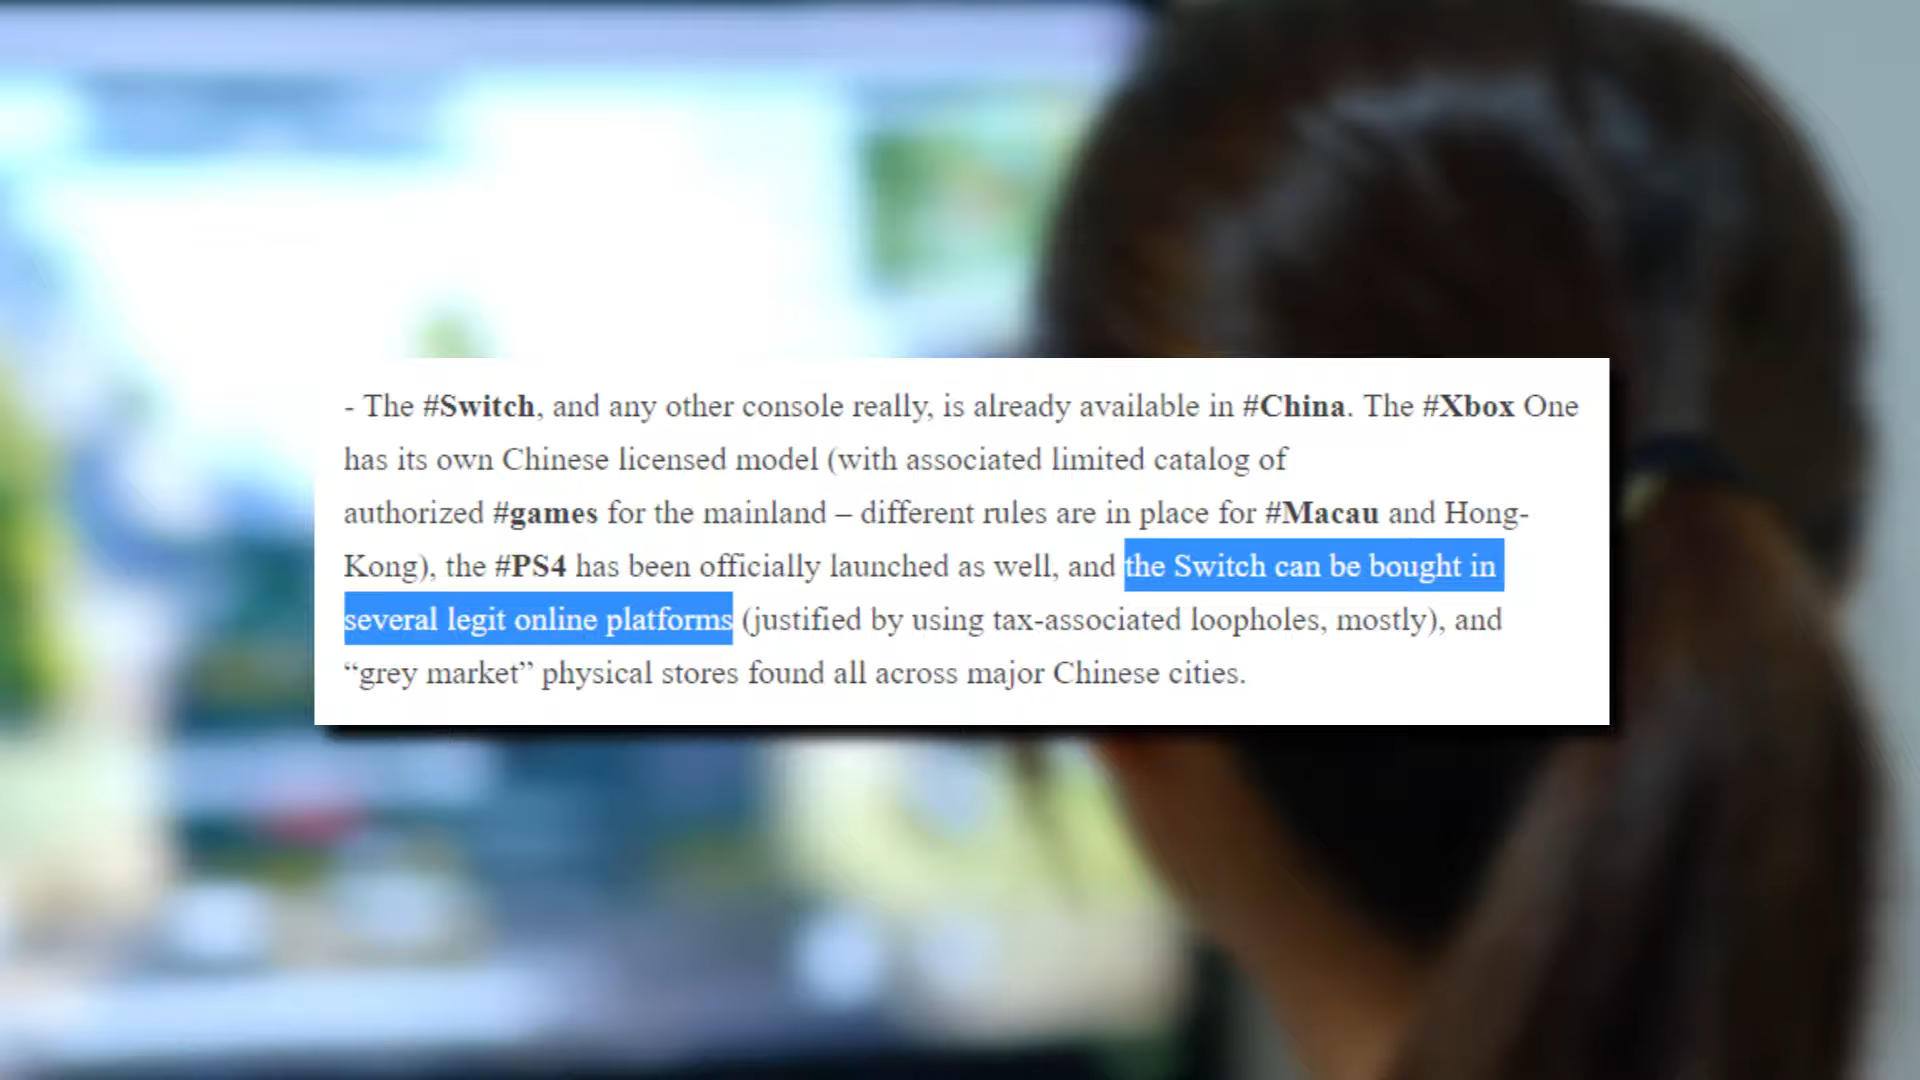 - The #Switch, and any other console really, is already available in #China. The #Xbox One
has its own Chinese licensed model (with associated limited catalog of
authorized #games for the mainland – different rules are in place for #Macau and Hong-
Kong), the #PS4 has been officially launched as well, and the Switch can be bought in
several legit online platforms (justified by using tax-associated loopholes, mostly), and
“grey market” physical stores found all across major Chinese cities.